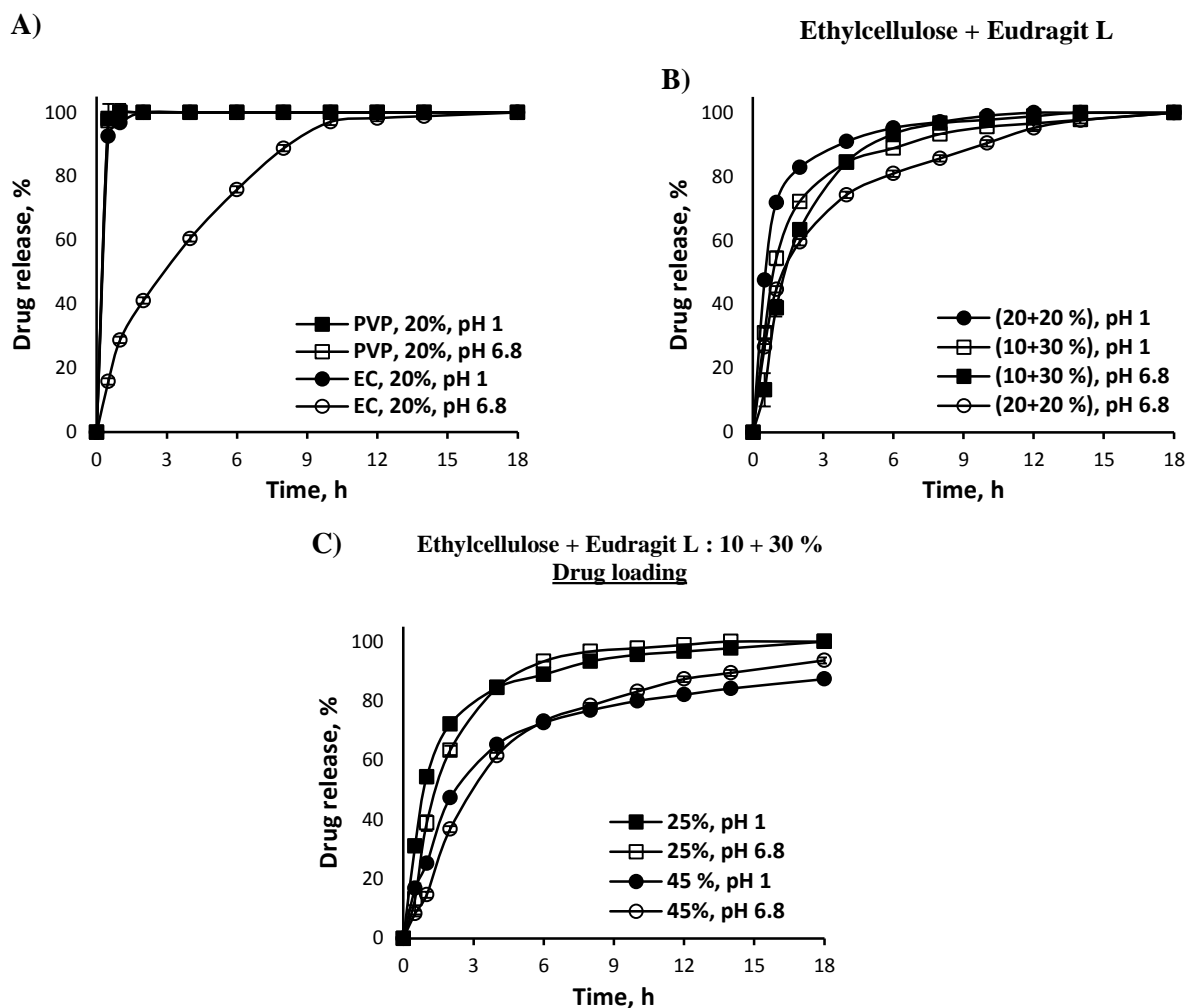 A)
Drug release, %
100
80
60
40
20
0
0 3 6 9 12 15 18
Time, h
PVP, 20%, pH 1
PVP, 20%, pH 6.8
EC, 20%, pH 1
EC, 20%, pH 6.8
Ethylcellulose + Eudragit L
B)
Drug release, %
100
80
60
40
20
0
0 3 6 9 12 15 18
Time, h
(20+20 %), pH 1
(10+30 %), pH 1
(10+30 %), pH 6.8
(20+20 %), pH 6.8
C)
Ethylcellulose + Eudragit L : 10 + 30 %
Drug loading
Drug release, %
100
80
60
40
20
0
0 3 6 9 12 15 18
Time, h
25%, pH 1
25%, pH 6.8
45 %, pH 1
45%, pH 6.8